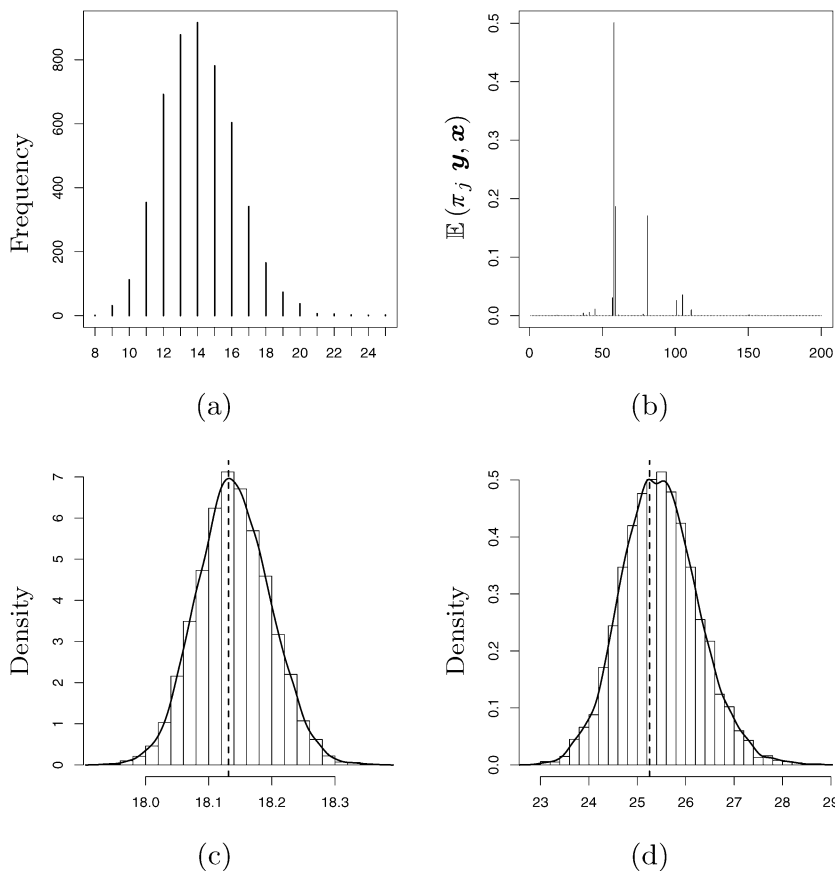 Frequency
0 200 400 600 800
8 10 12 14 16 18 20 22 24
(a)
𝔼 (π j y, x)
0.0 0.1 0.2 0.3 0.4 0.5
0 50 100 150 200
(b)
Density
0 1 2 3 4 5 6 7
18.0 18.1 18.2 18.3
(c)
Density
0.0 0.1 0.2 0.3 0.4 0.5
23 24 25 26 27 28 29
(d)